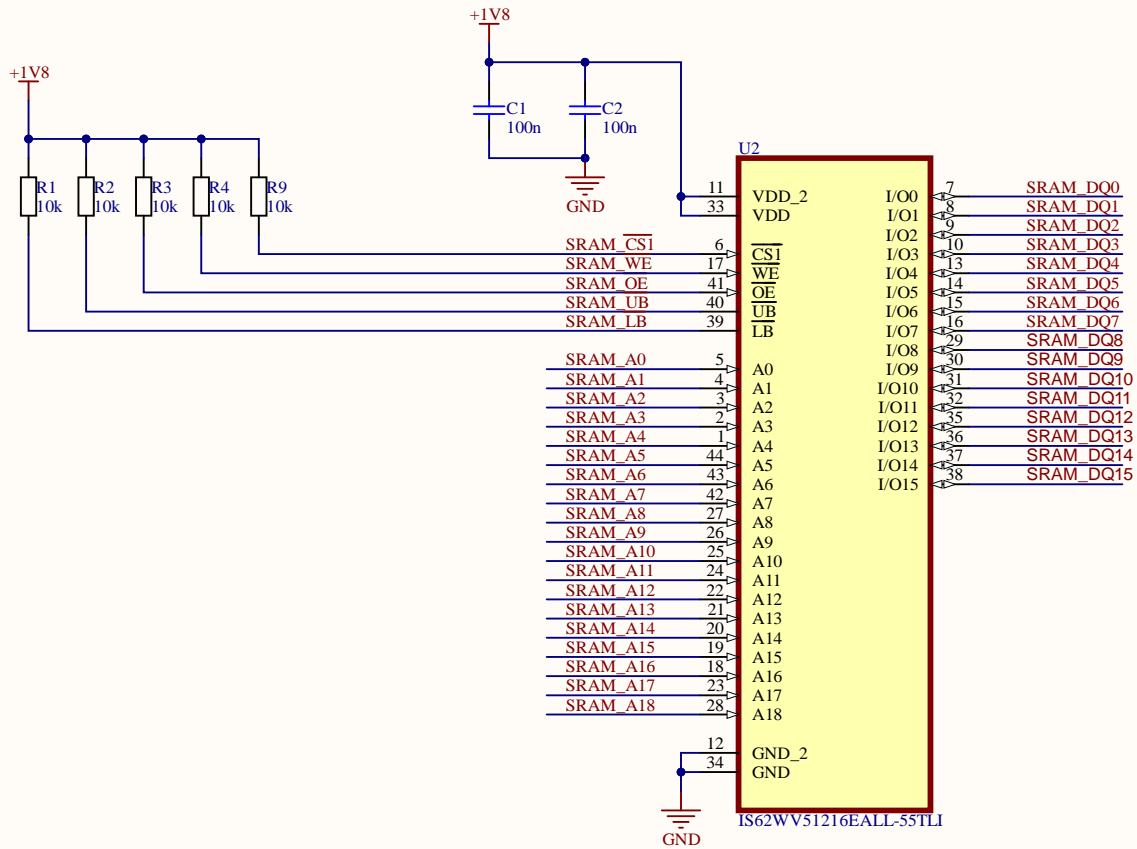 +1V8
+1V8
C1
100n
C2
100n
GND
R1
10k
R2
10k
R3
10k
R4
10k
R9
10k
U2
11 VDD_2
33 VDD
SRAM_CS1 6 CS1
SRAM_WE 17 WE
SRAM_OE 41 OE
SRAM_UB 40 UB
SRAM_LB 39 LB
SRAM_A0 5 A0
SRAM_A1 4 A1
SRAM_A2 3 A2
SRAM_A3 2 A3
SRAM_A4 1 A4
SRAM_A5 44 A5
SRAM_A6 43 A6
SRAM_A7 42 A7
SRAM_A8 27 A8
SRAM_A9 26 A9
SRAM_A10 25 A10
SRAM_A11 24 A11
SRAM_A12 22 A12
SRAM_A13 21 A13
SRAM_A14 20 A14
SRAM_A15 19 A15
SRAM_A16 18 A16
SRAM_A17 23 A17
SRAM_A18 28 A18
12 GND_2
34 GND
GND
I/O0 7 SRAM_DQ0
I/O1 8 SRAM_DQ1
I/O2 9 SRAM_DQ2
I/O3 10 SRAM_DQ3
I/O4 13 SRAM_DQ4
I/O5 14 SRAM_DQ5
I/O6 15 SRAM_DQ6
I/O7 16 SRAM_DQ7
I/O8 29 SRAM_DQ8
I/O9 30 SRAM_DQ9
I/O10 31 SRAM_DQ10
I/O11 32 SRAM_DQ11
I/O12 35 SRAM_DQ12
I/O13 36 SRAM_DQ13
I/O14 37 SRAM_DQ14
I/O15 38 SRAM_DQ15
IS62WV51216EALL-55TLI